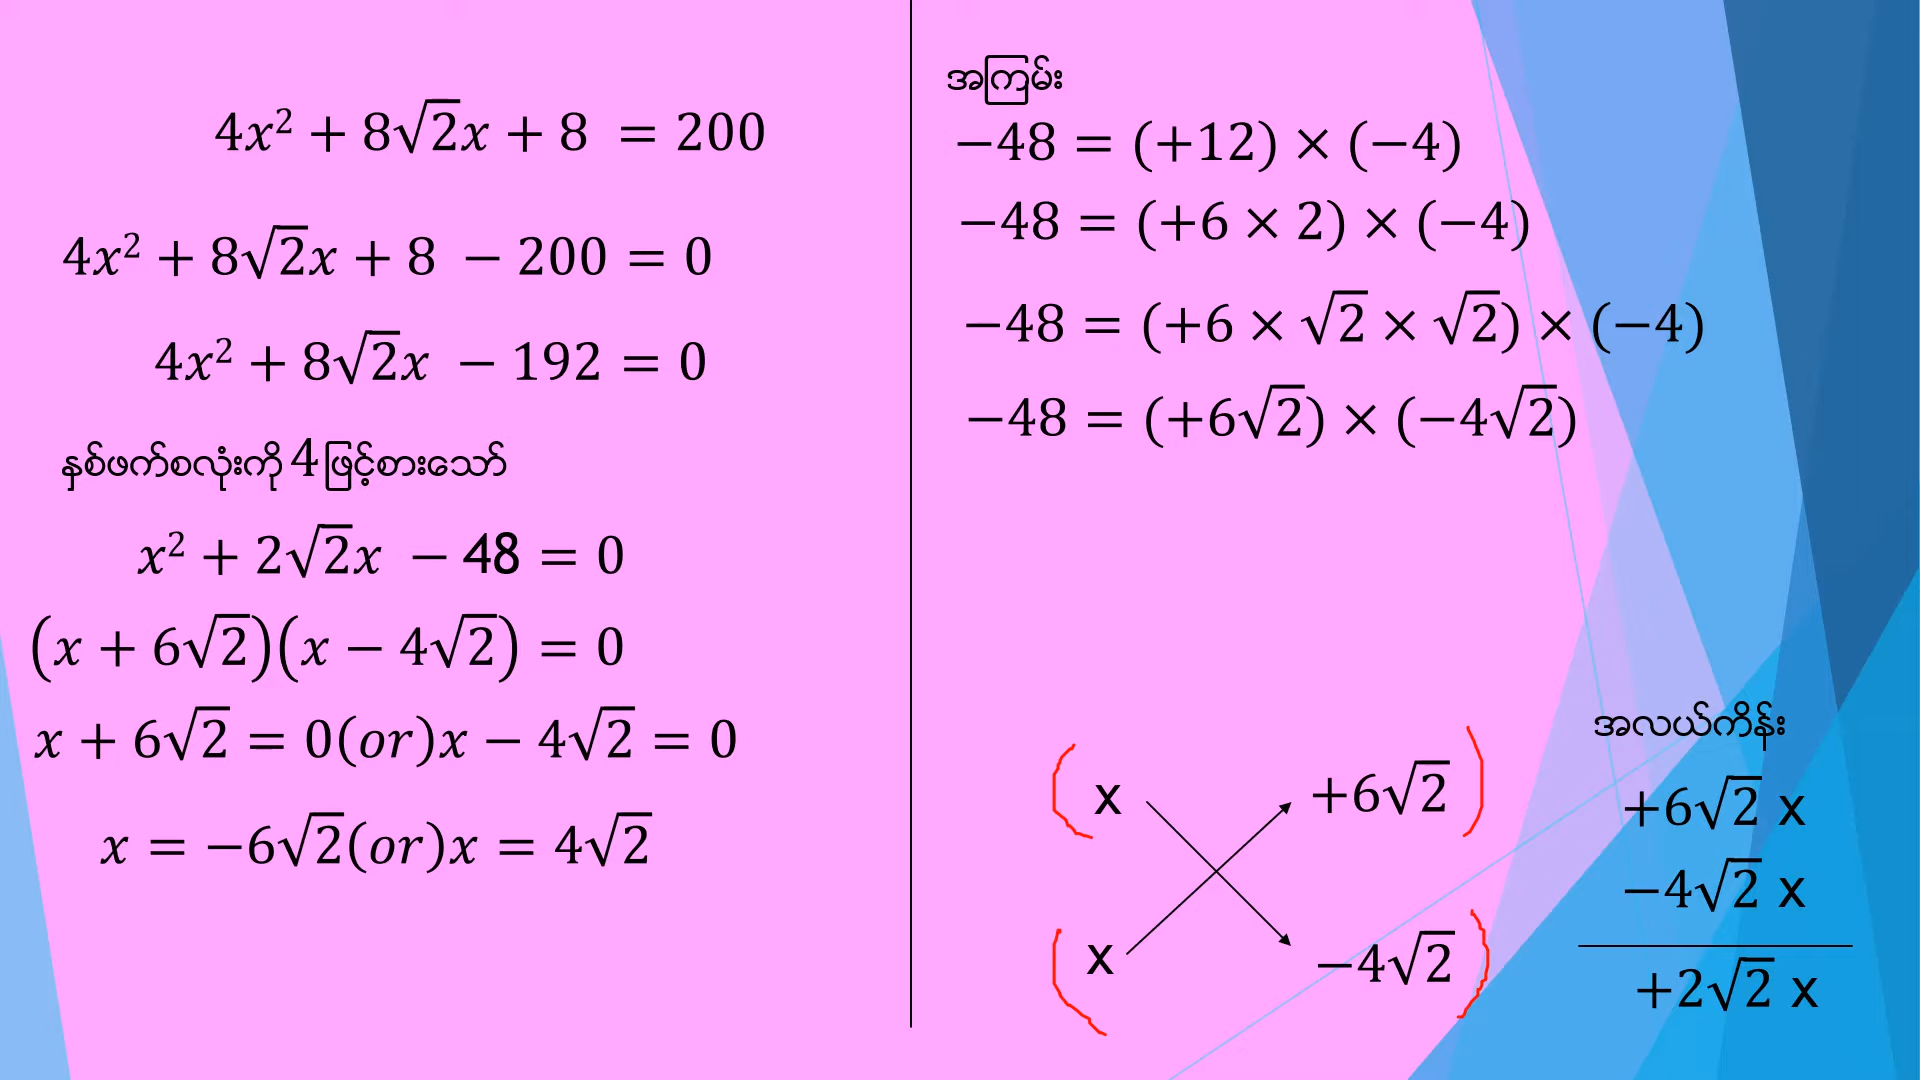 4x² + 8√2x + 8 = 200
4x² + 8√2x + 8 − 200 = 0
4x² + 8√2x − 192 = 0
နှစ်ဖက်စလုံးကို 4 ဖြင့်စားသော်
x² + 2√2x − 48 = 0
(x + 6√2)(x − 4√2) = 0
x + 6√2 = 0(or)x − 4√2 = 0
x = −6√2(or)x = 4√2
အကြမ်း
−48 = (+12) × (−4)
−48 = (+6 × 2) × (−4)
−48 = (+6 × √2 × √2) × (−4)
−48 = (+6√2) × (−4√2)
( x +6√2 )
( x −4√2 )
အလယ်ကိန်း
+6√2 x
−4√2 x
+2√2 x